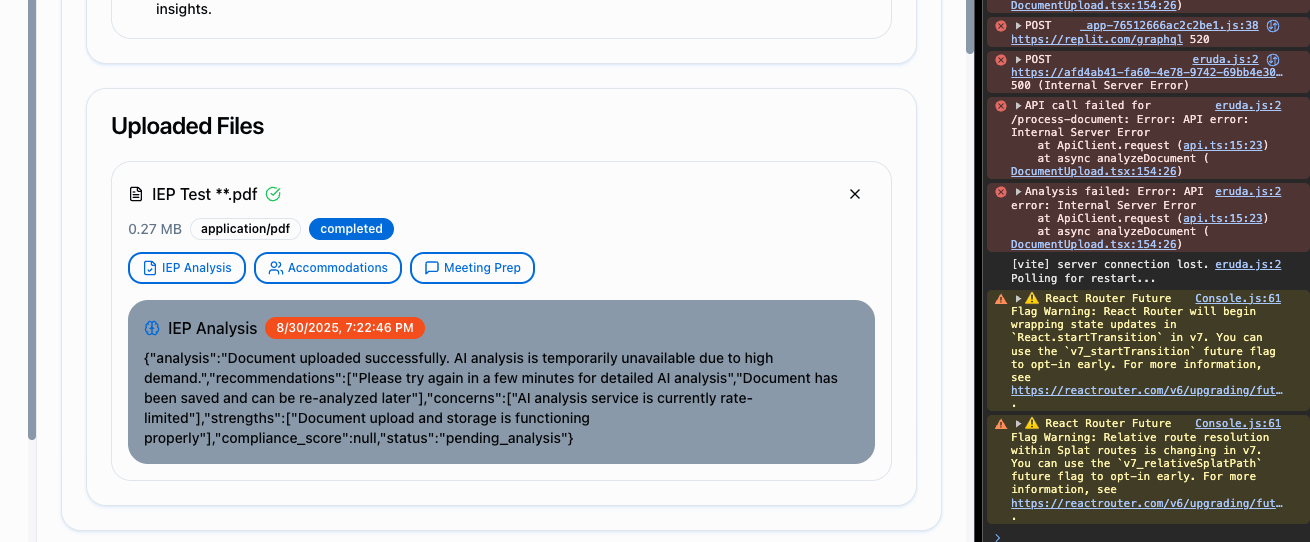 insights.
Uploaded Files
IEP Test **.pdf
0.27 MB application/pdf completed
IEP Analysis Accommodations Meeting Prep
IEP Analysis 8/30/2025, 7:22:46 PM
{"analysis":"Document uploaded successfully. AI analysis is temporarily unavailable due to high
demand.","recommendations":["Please try again in a few minutes for detailed AI analysis","Document has
been saved and can be re-analyzed later"],"concerns":["AI analysis service is currently rate-
limited"],"strengths":["Document upload and storage is functioning
properly"],"compliance_score":null,"status":"pending_analysis"}
DocumentUpload.tsx:154:26)
POST _app-76512666ac2c2be1.js:38
https://replit.com/graphql 520
POST eruda.js:2
https://afd4ab41-fa60-4e78-9742-69bb4e30…
500 (Internal Server Error)
API call failed for eruda.js:2
/process-document: Error: API error:
Internal Server Error
at ApiClient.request (api.ts:15:23)
at async analyzeDocument (
DocumentUpload.tsx:154:26)
Analysis failed: Error: API eruda.js:2
error: Internal Server Error
at ApiClient.request (api.ts:15:23)
at async analyzeDocument (
DocumentUpload.tsx:154:26)
[vite] server connection lost. eruda.js:2
Polling for restart...
⚠️ React Router Future Console.js:61
Flag Warning: React Router will begin
wrapping state updates in
`React.startTransition` in v7. You can
use the `v7_startTransition` future flag
to opt-in early. For more information,
see
https://reactrouter.com/v6/upgrading/fut…
.
⚠️ React Router Future Console.js:61
Flag Warning: Relative route resolution
within Splat routes is changing in v7.
You can use the `v7_relativeSplatPath`
future flag to opt-in early. For more
information, see
https://reactrouter.com/v6/upgrading/fut…
.